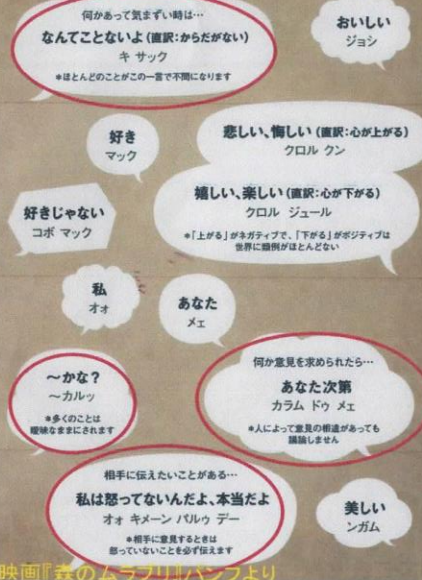 何かあって気まずい時は…
なんてことないよ(直訳:からだがない)
キ サック
*ほとんどのことがこの一言で不問になります
おいしい
ジョシ
好き
マック
悲しい、悔しい(直訳:心が上がる)
クロル クン
嬉しい、楽しい(直訳:心が下がる)
クロル ジュール
*「上がる」がネガティブで、「下がる」がポジティブは
世界に類例がほとんどない
好きじゃない
コボ マック
私
オォ
あなた
メェ
〜かな?
〜カルッ
*多くのことは
曖昧なままにされます
何か意見を求められたら…
あなた次第
カラム ドゥ メェ
*人によって意見の相違があっても
議論しません
相手に伝えたいことがある…
私は怒ってないんだよ、本当だよ
オォ キメーン バルゥ デー
*相手に意見するときは
怒っていないことを必ず伝えます
美しい
ンガム
映画『森のムラブリ』パンフより